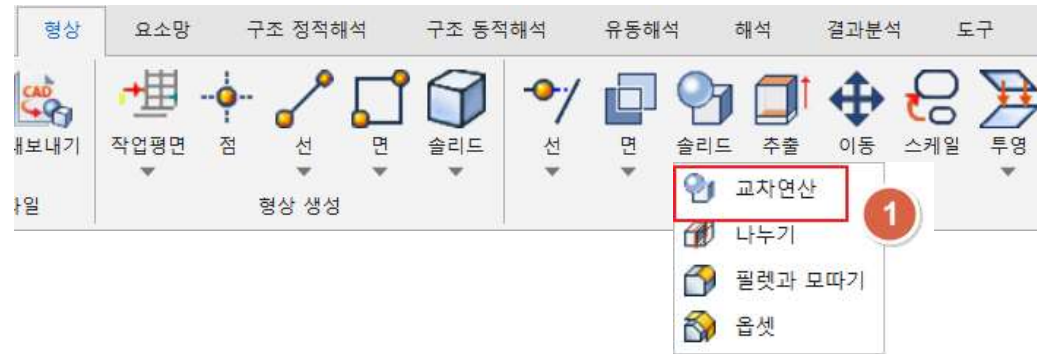 형상 요소망 구조 정적해석 구조 동적해석 유동해석 해석 결과분석 도구
CAD
내보내기 작업평면 점 선 면 솔리드 선 면 솔리드 추출 이동 스케일 투영
형상 생성
교차연산
1
나누기
필렛과 모따기
옵셋